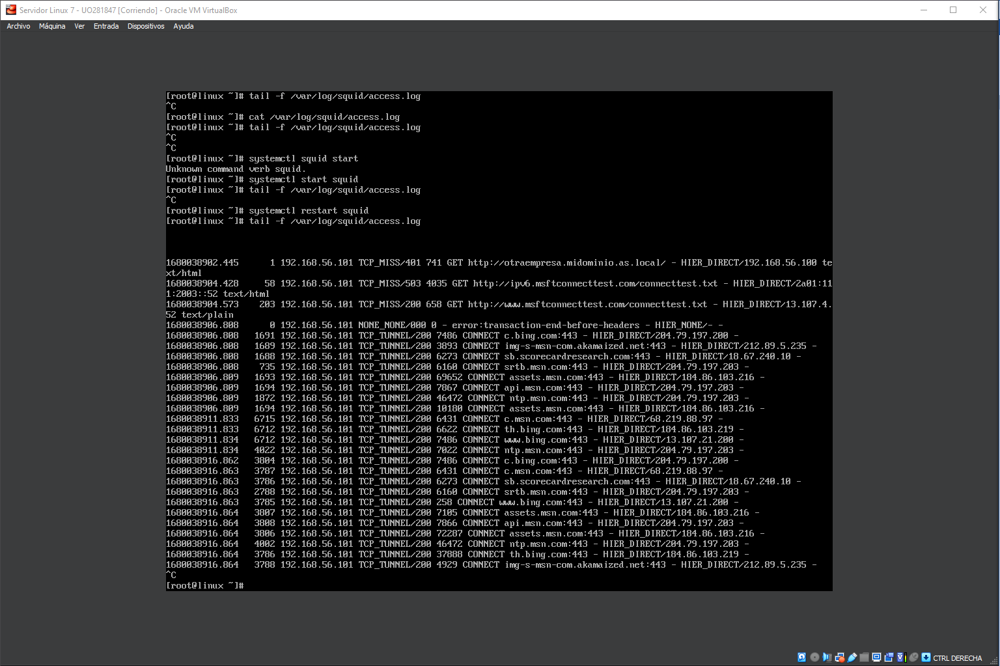 Servidor Linux 7 - UO281847 [Corriendo] - Oracle VM VirtualBox
Archivo Máquina Ver Entrada Dispositivos Ayuda
[root@linux ~]# tail -f /var/log/squid/access.log
^C
[root@linux ~]# cat /var/log/squid/access.log
[root@linux ~]# tail -f /var/log/squid/access.log
^C
^C
[root@linux ~]# systemctl squid start
Unknown command verb squid.
[root@linux ~]# systemctl start squid
[root@linux ~]# tail -f /var/log/squid/access.log
^C
[root@linux ~]# systemctl restart squid
[root@linux ~]# tail -f /var/log/squid/access.log
1680038902.445      1 192.168.56.101 TCP_MISS/401 741 GET http://otraempresa.midominio.as.local/ - HIER_DIRECT/192.168.56.100 te
xt/html
1680038904.428     58 192.168.56.101 TCP_MISS/503 4035 GET http://ipv6.msftconnecttest.com/connecttest.txt - HIER_DIRECT/2a01:11
1:2003::52 text/html
1680038904.573    203 192.168.56.101 TCP_MISS/200 658 GET http://www.msftconnecttest.com/connecttest.txt - HIER_DIRECT/13.107.4.
52 text/plain
1680038906.808      0 192.168.56.101 NONE_NONE/000 0 - error:transaction-end-before-headers - HIER_NONE/- -
1680038906.808   1691 192.168.56.101 TCP_TUNNEL/200 7486 CONNECT c.bing.com:443 - HIER_DIRECT/204.79.197.200 -
1680038906.808   1689 192.168.56.101 TCP_TUNNEL/200 3893 CONNECT img-s-msn-com.akamaized.net:443 - HIER_DIRECT/212.89.5.235 -
1680038906.808   1688 192.168.56.101 TCP_TUNNEL/200 6273 CONNECT sb.scorecardresearch.com:443 - HIER_DIRECT/18.67.240.10 -
1680038906.808    735 192.168.56.101 TCP_TUNNEL/200 6160 CONNECT srtb.msn.com:443 - HIER_DIRECT/204.79.197.203 -
1680038906.809   1693 192.168.56.101 TCP_TUNNEL/200 69652 CONNECT assets.msn.com:443 - HIER_DIRECT/184.86.103.216 -
1680038906.809   1694 192.168.56.101 TCP_TUNNEL/200 7867 CONNECT api.msn.com:443 - HIER_DIRECT/204.79.197.203 -
1680038906.809   1872 192.168.56.101 TCP_TUNNEL/200 46472 CONNECT ntp.msn.com:443 - HIER_DIRECT/204.79.197.203 -
1680038906.809   1694 192.168.56.101 TCP_TUNNEL/200 10180 CONNECT assets.msn.com:443 - HIER_DIRECT/184.86.103.216 -
1680038911.833   6715 192.168.56.101 TCP_TUNNEL/200 6431 CONNECT c.msn.com:443 - HIER_DIRECT/68.219.88.97 -
1680038911.833   6712 192.168.56.101 TCP_TUNNEL/200 6622 CONNECT th.bing.com:443 - HIER_DIRECT/184.86.103.219 -
1680038911.834   6712 192.168.56.101 TCP_TUNNEL/200 7486 CONNECT www.bing.com:443 - HIER_DIRECT/13.107.21.200 -
1680038911.834   4022 192.168.56.101 TCP_TUNNEL/200 7022 CONNECT ntp.msn.com:443 - HIER_DIRECT/204.79.197.203 -
1680038916.862   3804 192.168.56.101 TCP_TUNNEL/200 7486 CONNECT c.bing.com:443 - HIER_DIRECT/204.79.197.200 -
1680038916.863   3787 192.168.56.101 TCP_TUNNEL/200 6431 CONNECT c.msn.com:443 - HIER_DIRECT/68.219.88.97 -
1680038916.863   3786 192.168.56.101 TCP_TUNNEL/200 6273 CONNECT sb.scorecardresearch.com:443 - HIER_DIRECT/18.67.240.10 -
1680038916.863   2788 192.168.56.101 TCP_TUNNEL/200 6160 CONNECT srtb.msn.com:443 - HIER_DIRECT/204.79.197.203 -
1680038916.863   3785 192.168.56.101 TCP_TUNNEL/200 258 CONNECT www.bing.com:443 - HIER_DIRECT/13.107.21.200 -
1680038916.864   3807 192.168.56.101 TCP_TUNNEL/200 7105 CONNECT assets.msn.com:443 - HIER_DIRECT/184.86.103.216 -
1680038916.864   3808 192.168.56.101 TCP_TUNNEL/200 7866 CONNECT api.msn.com:443 - HIER_DIRECT/204.79.197.203 -
1680038916.864   3806 192.168.56.101 TCP_TUNNEL/200 72287 CONNECT assets.msn.com:443 - HIER_DIRECT/184.86.103.216 -
1680038916.864   4002 192.168.56.101 TCP_TUNNEL/200 46472 CONNECT ntp.msn.com:443 - HIER_DIRECT/204.79.197.203 -
1680038916.864   3786 192.168.56.101 TCP_TUNNEL/200 37888 CONNECT th.bing.com:443 - HIER_DIRECT/184.86.103.219 -
1680038916.864   3788 192.168.56.101 TCP_TUNNEL/200 4929 CONNECT img-s-msn-com.akamaized.net:443 - HIER_DIRECT/212.89.5.235 -
^C
[root@linux ~]#
CTRL DERECHA